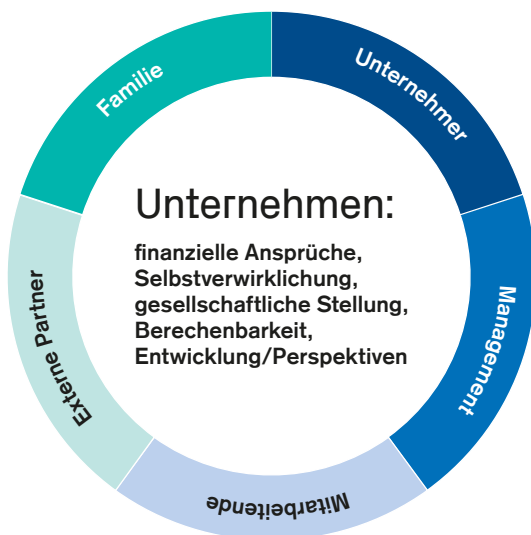 Familie
Unternehmer
Unternehmen:
finanzielle Ansprüche,
Selbstverwirklichung,
gesellschaftliche Stellung,
Berechenbarkeit,
Entwicklung/Perspektiven
Externe Partner
Management
Mitarbeitende